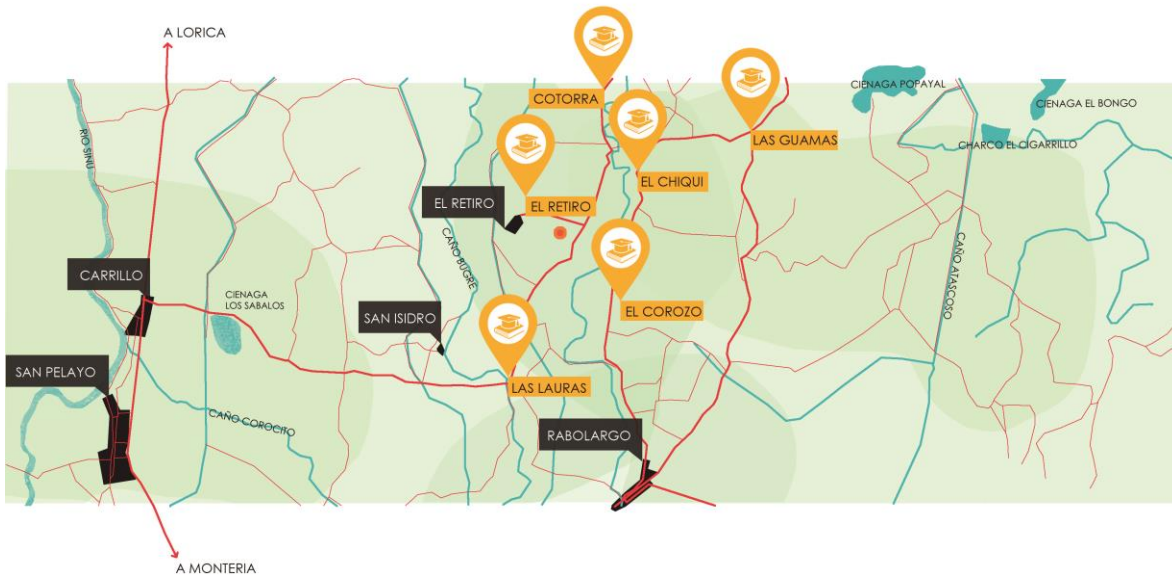 A LORICA
COTORRA
CIENAGA POPAYAL
CIENAGA EL BONGO
RIO SINU
LAS GUAMAS
CHARCO EL CIGARRILLO
EL CHIQUI
EL RETIRO
EL RETIRO
CAÑO BUGRE
CAÑO ATASCOSO
CARRILLO
CIENAGA
LOS SABALOS
SAN ISIDRO
EL COROZO
SAN PELAYO
LAS LAURAS
CAÑO COROCITO
RABOLARGO
A MONTERIA